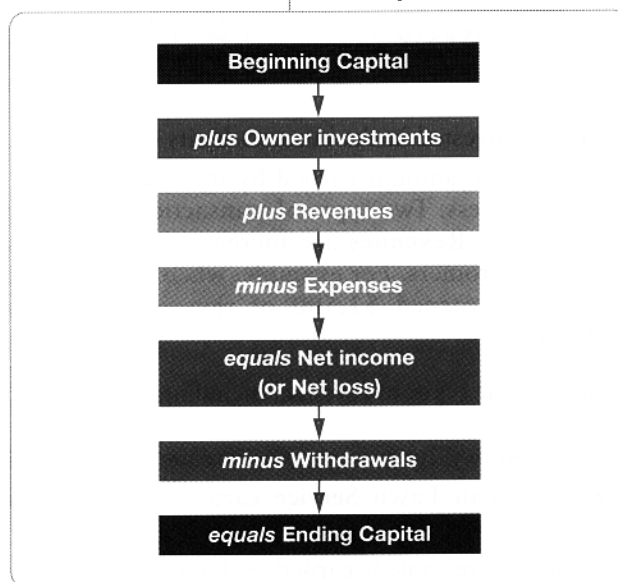 Beginning Capital
plus Owner investments
plus Revenues
minus Expenses
equals Net income
(or Net loss)
minus Withdrawals
equals Ending Capital